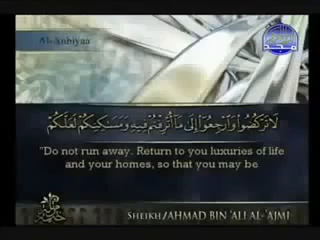 Al-Anbiyaa
لَا تَرْكُضُوا وَارْجِعُوا إِلَىٰ مَا أُتْرِفْتُمْ فِيهِ وَمَسَاكِنِكُمْ لَعَلَّكُمْ
"Do not run away. Return to you luxuries of life
and your homes, so that you may be
SHEIKH/AHMAD BIN 'ALI AL-'AJMI